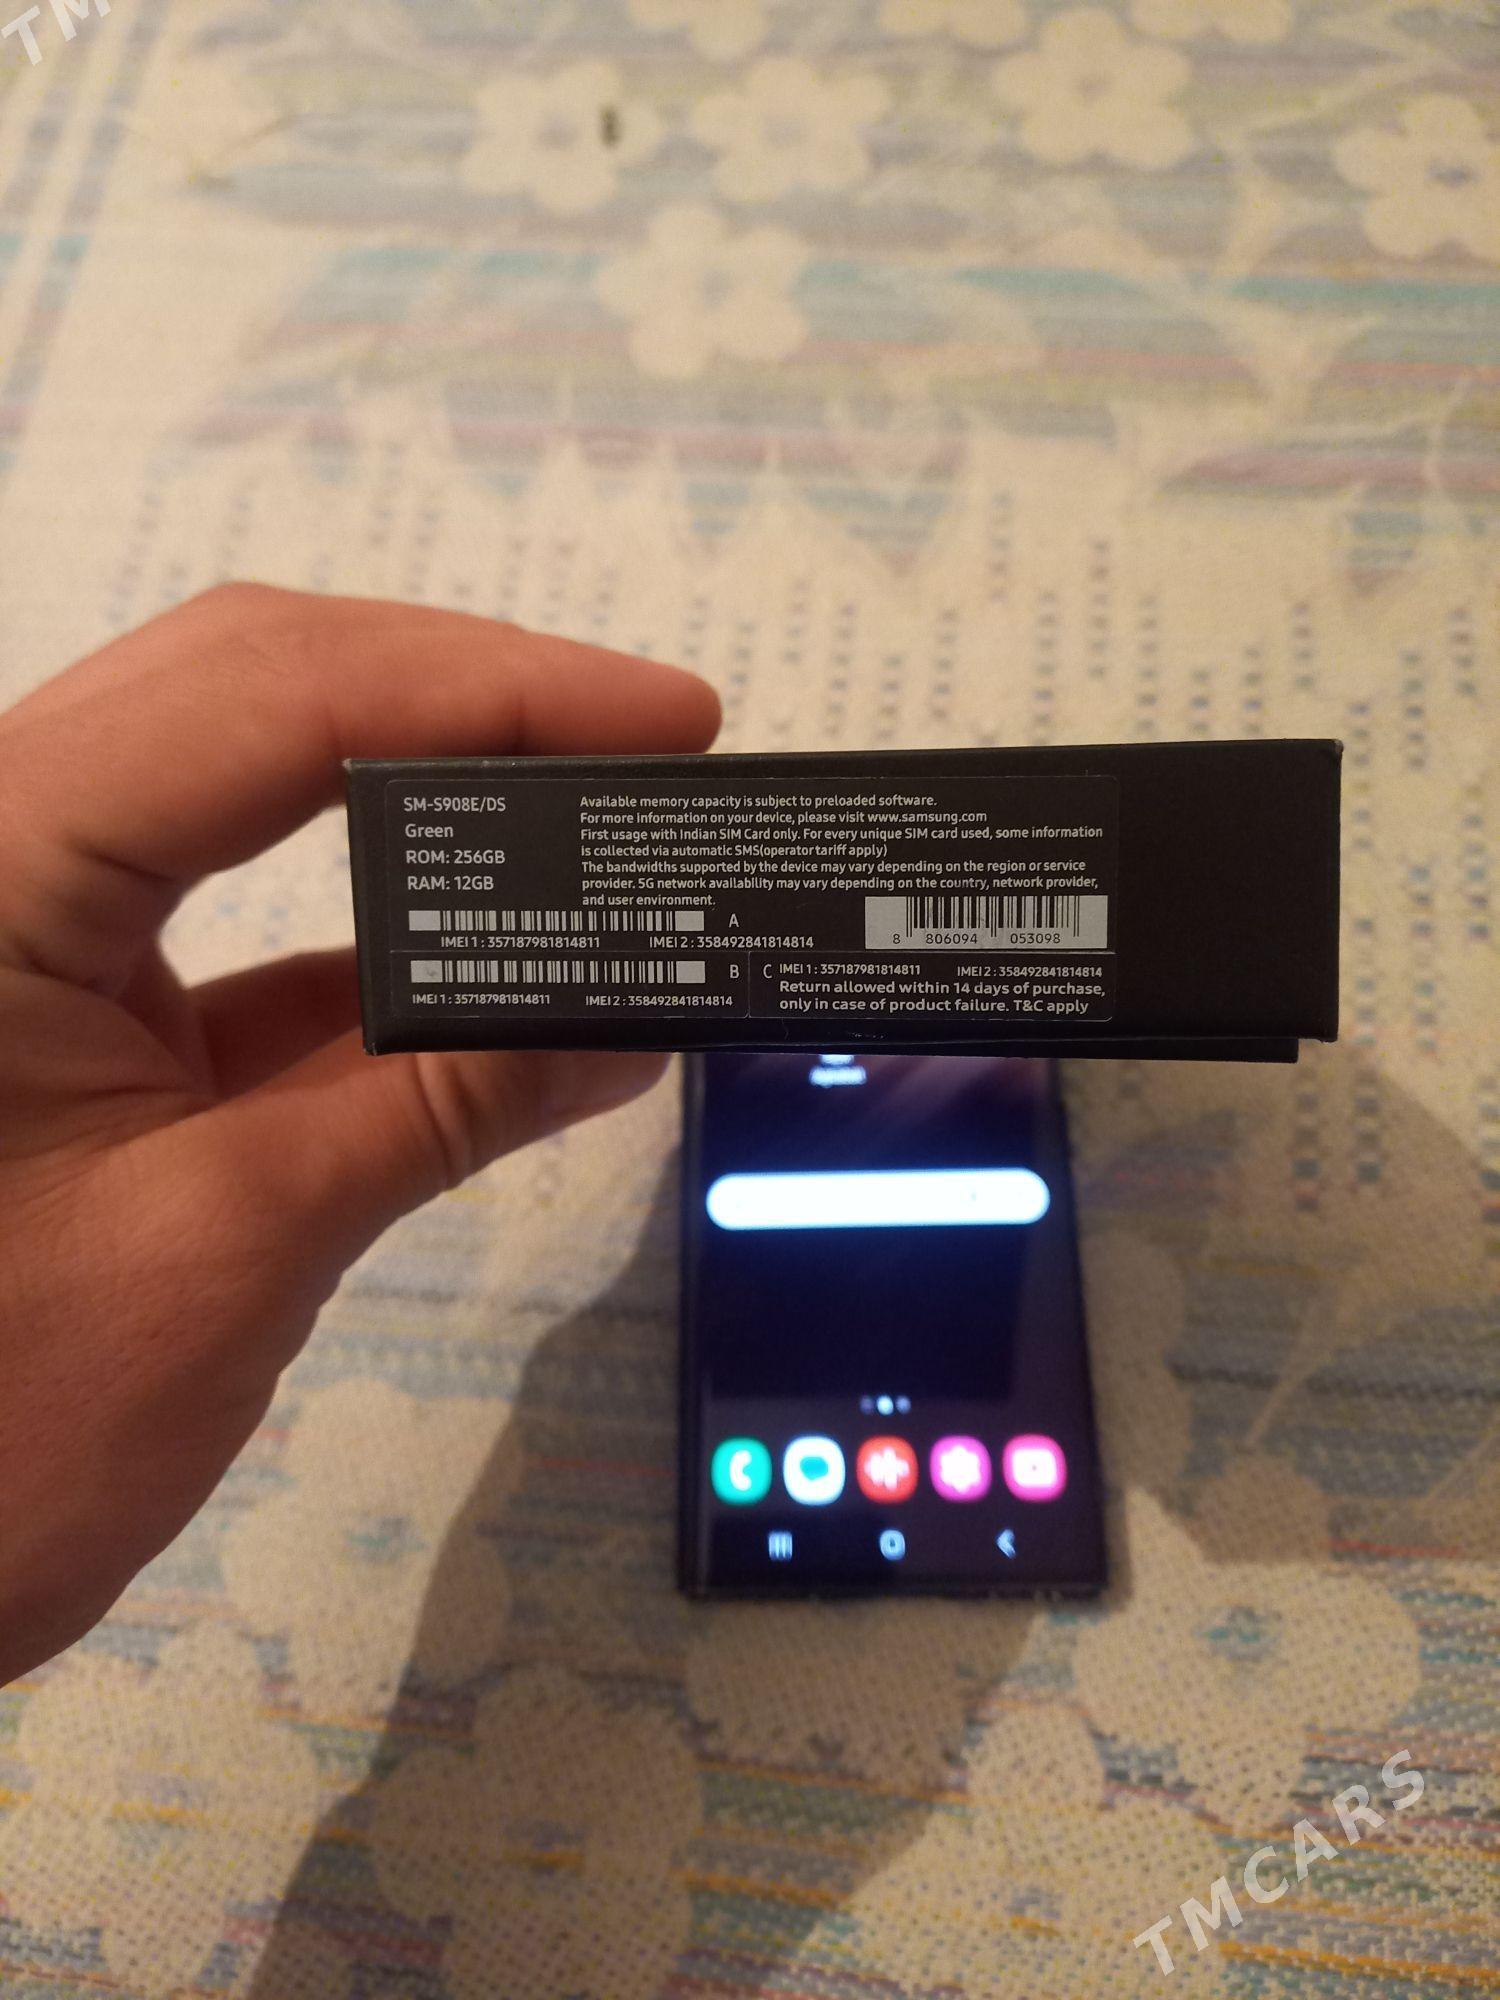 TM
SM-S908E/DS
Green
ROM: 256GB
RAM: 12GB
Available memory capacity is subject to preloaded software.
For more information on your device, please visit www.samsung.com
First usage with Indian SIM Card only. For every unique SIM card used, some information
is collected via automatic SMS(operator tariff apply)
The bandwidths supported by the device may vary depending on the region or service
provider. 5G network availability may vary depending on the country, network provider,
and user environment.
A
IMEI 1 : 357187981814811 IMEI 2 : 358492841814814
8 806094 053098
B
IMEI 1 : 357187981814811 IMEI 2 : 358492841814814
C IMEI 1 : 357187981814811 IMEI 2 : 358492841814814
Return allowed within 14 days of purchase,
only in case of product failure. T&C apply
TMCARS